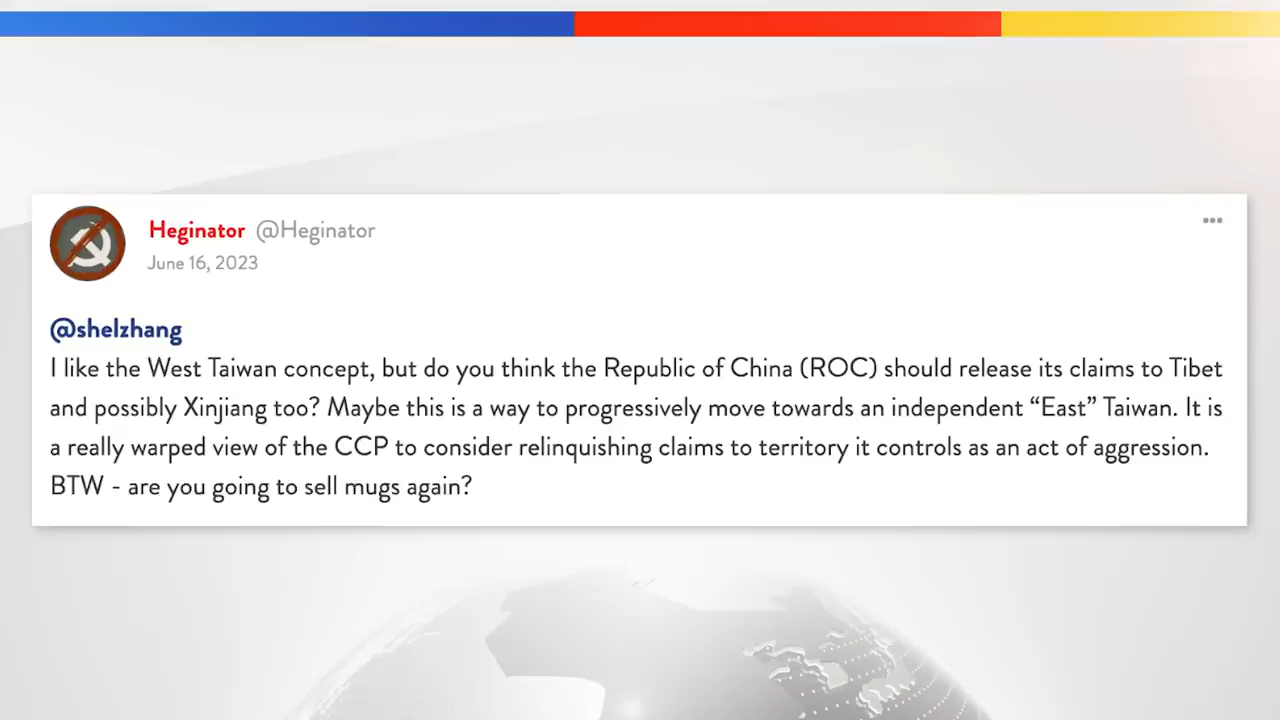 Heginator @Heginator
June 16, 2023
@shelzhang
I like the West Taiwan concept, but do you think the Republic of China (ROC) should release its claims to Tibet
and possibly Xinjiang too? Maybe this is a way to progressively move towards an independent “East” Taiwan. It is
a really warped view of the CCP to consider relinquishing claims to territory it controls as an act of aggression.
BTW - are you going to sell mugs again?